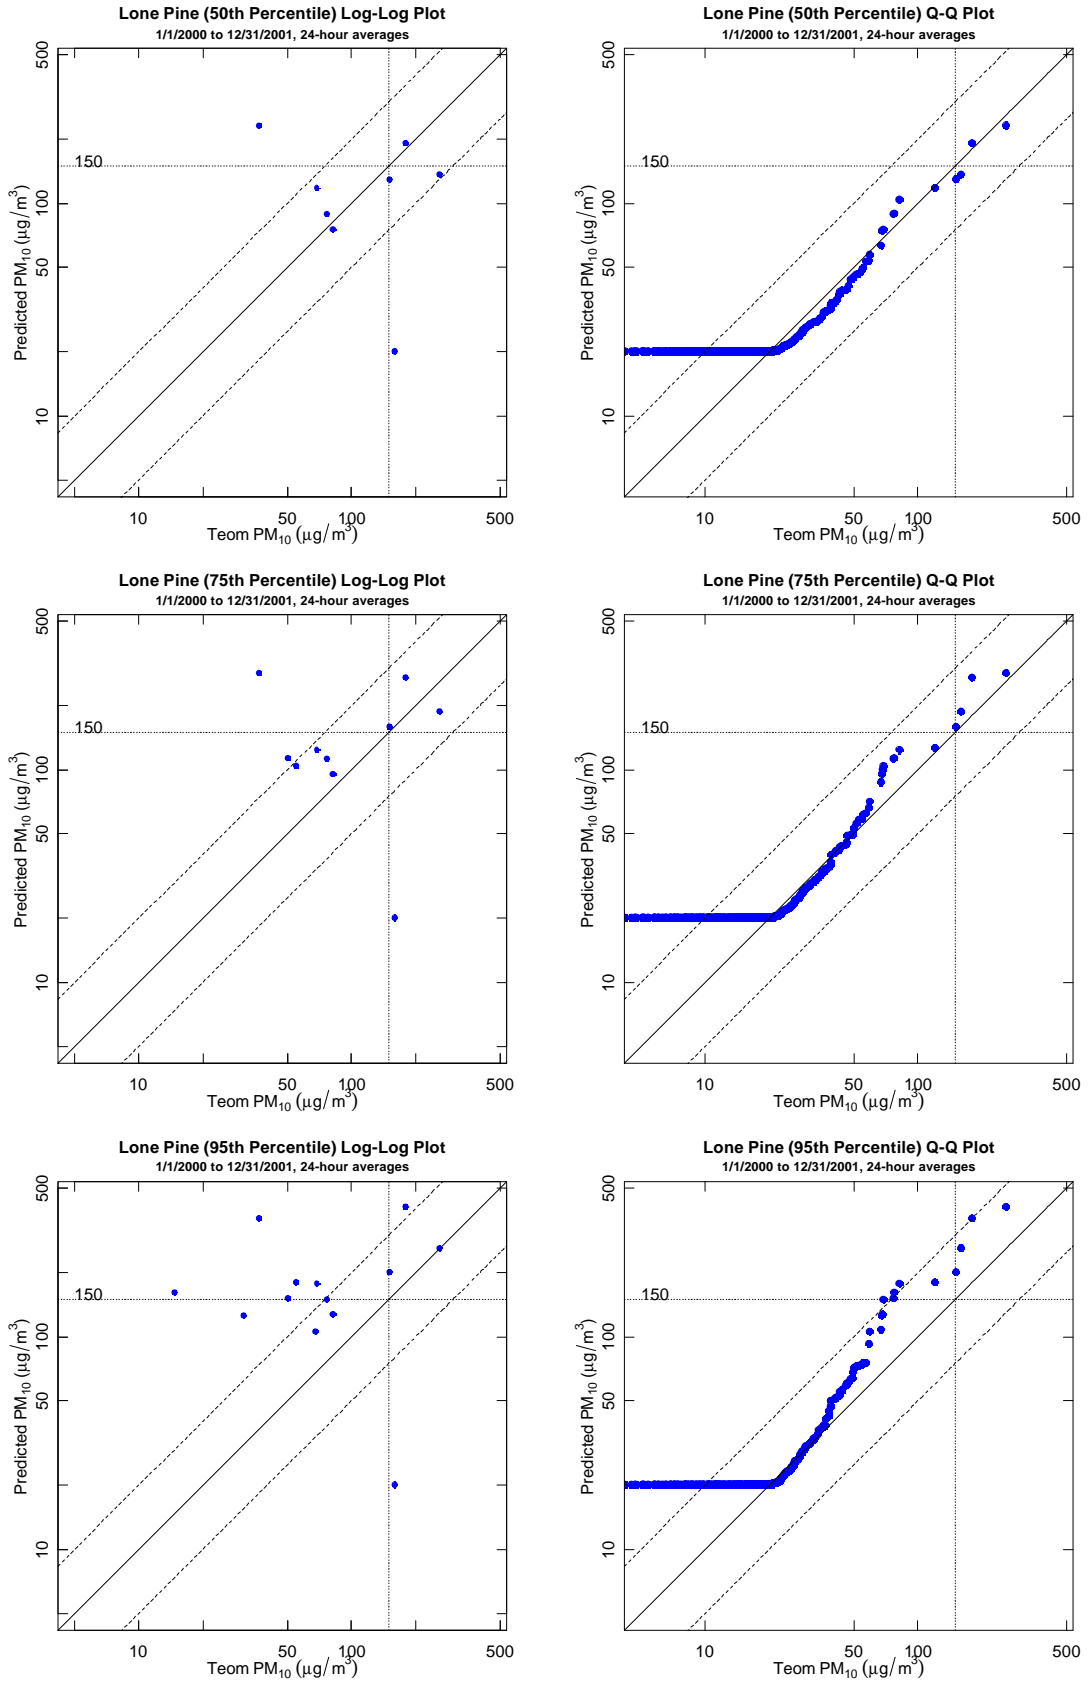 Lone Pine (50th Percentile) Log-Log Plot
1/1/2000 to 12/31/2001, 24-hour averages
500
100
50
10
Predicted PM₁₀ (μg/m³)
150
10 50 100 500
Teom PM₁₀ (μg/m³)
Lone Pine (50th Percentile) Q-Q Plot
1/1/2000 to 12/31/2001, 24-hour averages
500
100
50
10
Predicted PM₁₀ (μg/m³)
150
10 50 100 500
Teom PM₁₀ (μg/m³)
Lone Pine (75th Percentile) Log-Log Plot
1/1/2000 to 12/31/2001, 24-hour averages
500
100
50
10
Predicted PM₁₀ (μg/m³)
150
10 50 100 500
Teom PM₁₀ (μg/m³)
Lone Pine (75th Percentile) Q-Q Plot
1/1/2000 to 12/31/2001, 24-hour averages
500
100
50
10
Predicted PM₁₀ (μg/m³)
150
10 50 100 500
Teom PM₁₀ (μg/m³)
Lone Pine (95th Percentile) Log-Log Plot
1/1/2000 to 12/31/2001, 24-hour averages
500
100
50
10
Predicted PM₁₀ (μg/m³)
150
10 50 100 500
Teom PM₁₀ (μg/m³)
Lone Pine (95th Percentile) Q-Q Plot
1/1/2000 to 12/31/2001, 24-hour averages
500
100
50
10
Predicted PM₁₀ (μg/m³)
150
10 50 100 500
Teom PM₁₀ (μg/m³)